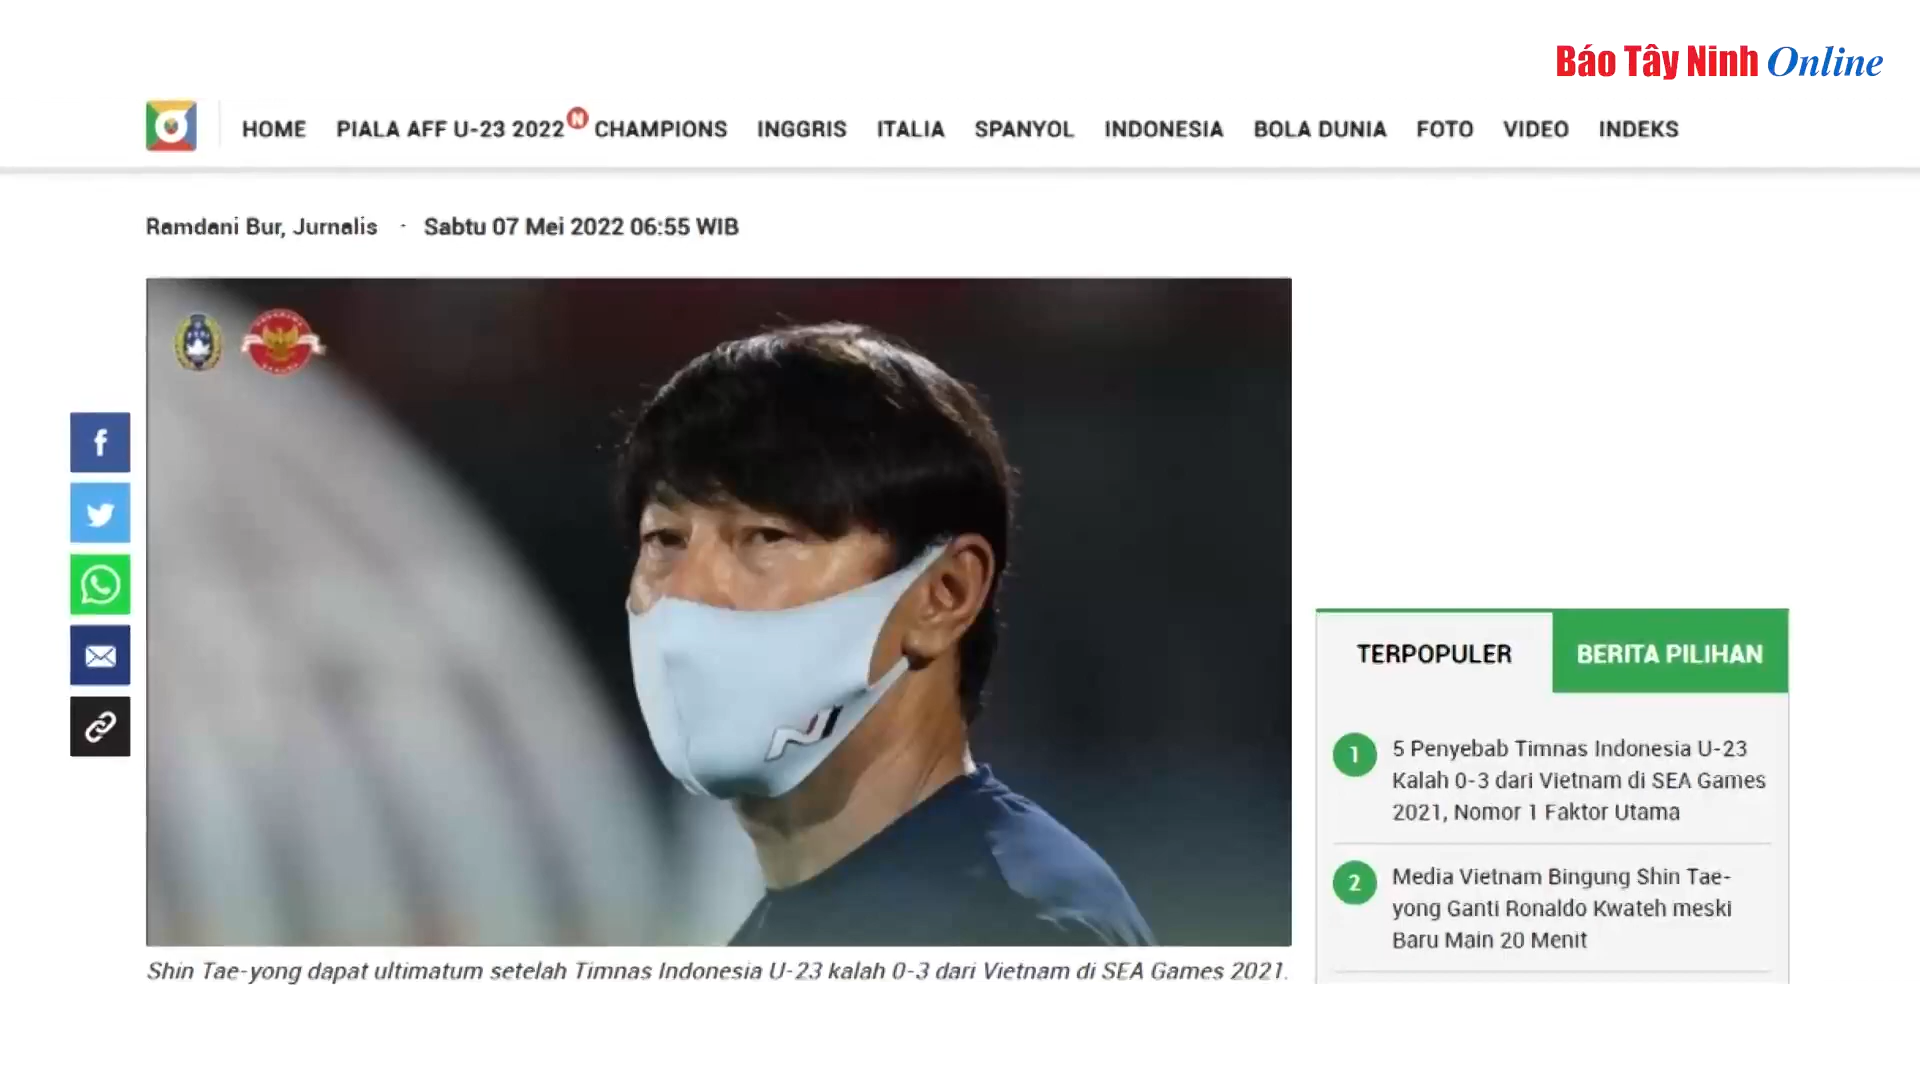 Báo Tây Ninh Online
HOME PIALA AFF U-23 2022 N CHAMPIONS INGGRIS ITALIA SPANYOL INDONESIA BOLA DUNIA FOTO VIDEO INDEKS
Ramdani Bur, Jurnalis · Sabtu 07 Mei 2022 06:55 WIB
Shin Tae-yong dapat ultimatum setelah Timnas Indonesia U-23 kalah 0-3 dari Vietnam di SEA Games 2021.
TERPOPULER BERITA PILIHAN
1 5 Penyebab Timnas Indonesia U-23
Kalah 0-3 dari Vietnam di SEA Games
2021, Nomor 1 Faktor Utama
2 Media Vietnam Bingung Shin Tae-
yong Ganti Ronaldo Kwateh meski
Baru Main 20 Menit